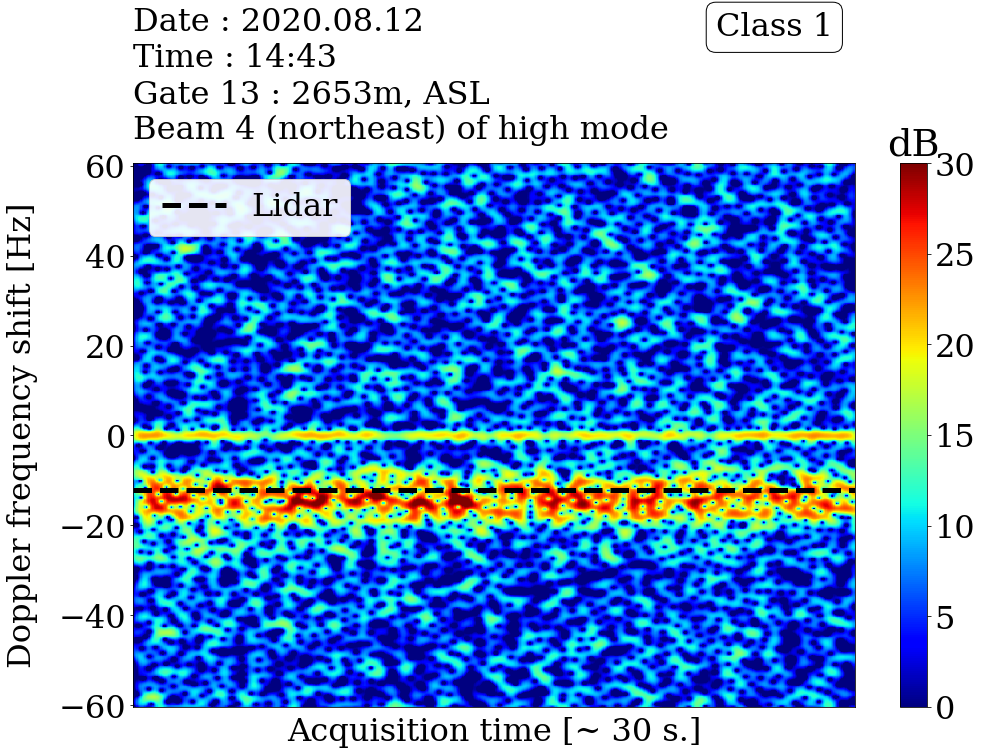 Date : 2020.08.12
Time : 14:43
Gate 13 : 2653m, ASL
Beam 4 (northeast) of high mode
Class 1
dB
Lidar
Doppler frequency shift [Hz]
60
40
20
0
−20
−40
−60
30
25
20
15
10
5
0
Acquisition time [~ 30 s.]